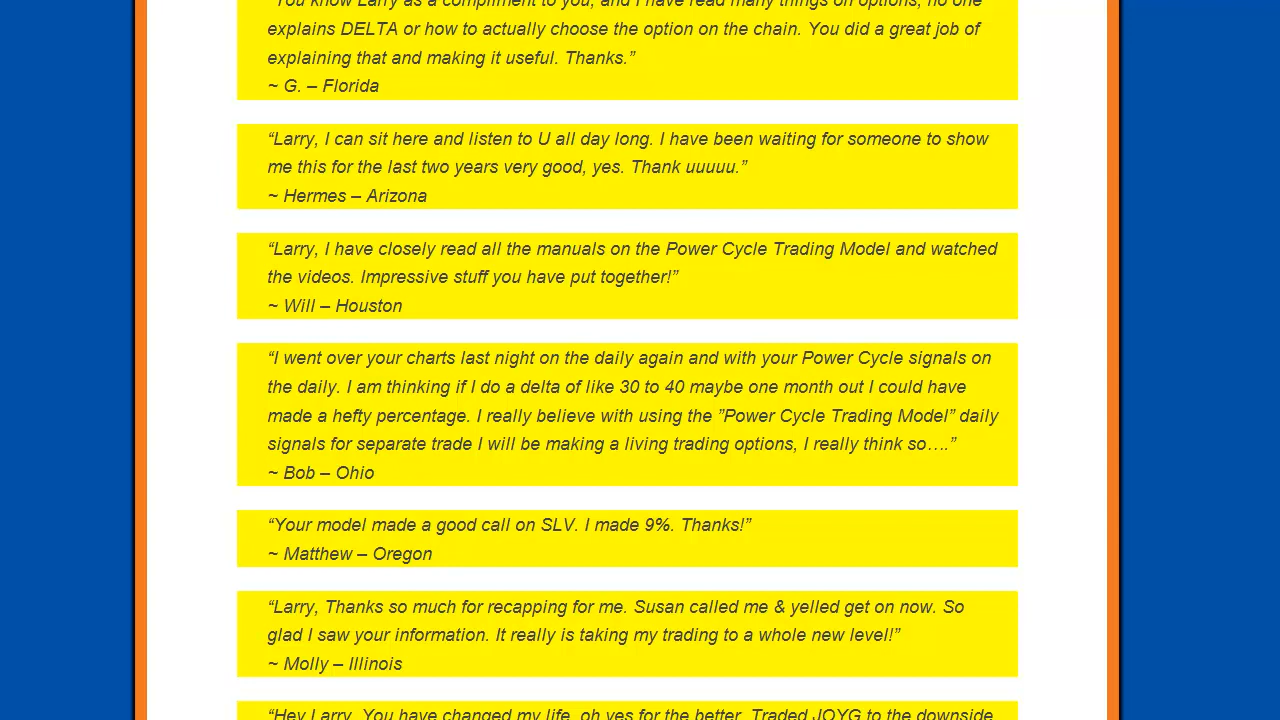 “You know Larry as a compliment to you, and I have read many things on options, no one
explains DELTA or how to actually choose the option on the chain. You did a great job of
explaining that and making it useful. Thanks.”
~ G. – Florida
“Larry, I can sit here and listen to U all day long. I have been waiting for someone to show
me this for the last two years very good, yes. Thank uuuuu.”
~ Hermes – Arizona
“Larry, I have closely read all the manuals on the Power Cycle Trading Model and watched
the videos. Impressive stuff you have put together!”
~ Will – Houston
“I went over your charts last night on the daily again and with your Power Cycle signals on
the daily. I am thinking if I do a delta of like 30 to 40 maybe one month out I could have
made a hefty percentage. I really believe with using the ”Power Cycle Trading Model” daily
signals for separate trade I will be making a living trading options, I really think so….”
~ Bob – Ohio
“Your model made a good call on SLV. I made 9%. Thanks!”
~ Matthew – Oregon
“Larry, Thanks so much for recapping for me. Susan called me & yelled get on now. So
glad I saw your information. It really is taking my trading to a whole new level!”
~ Molly – Illinois
“Hey Larry, You have changed my life, oh yes for the better. Traded JOYG to the downside